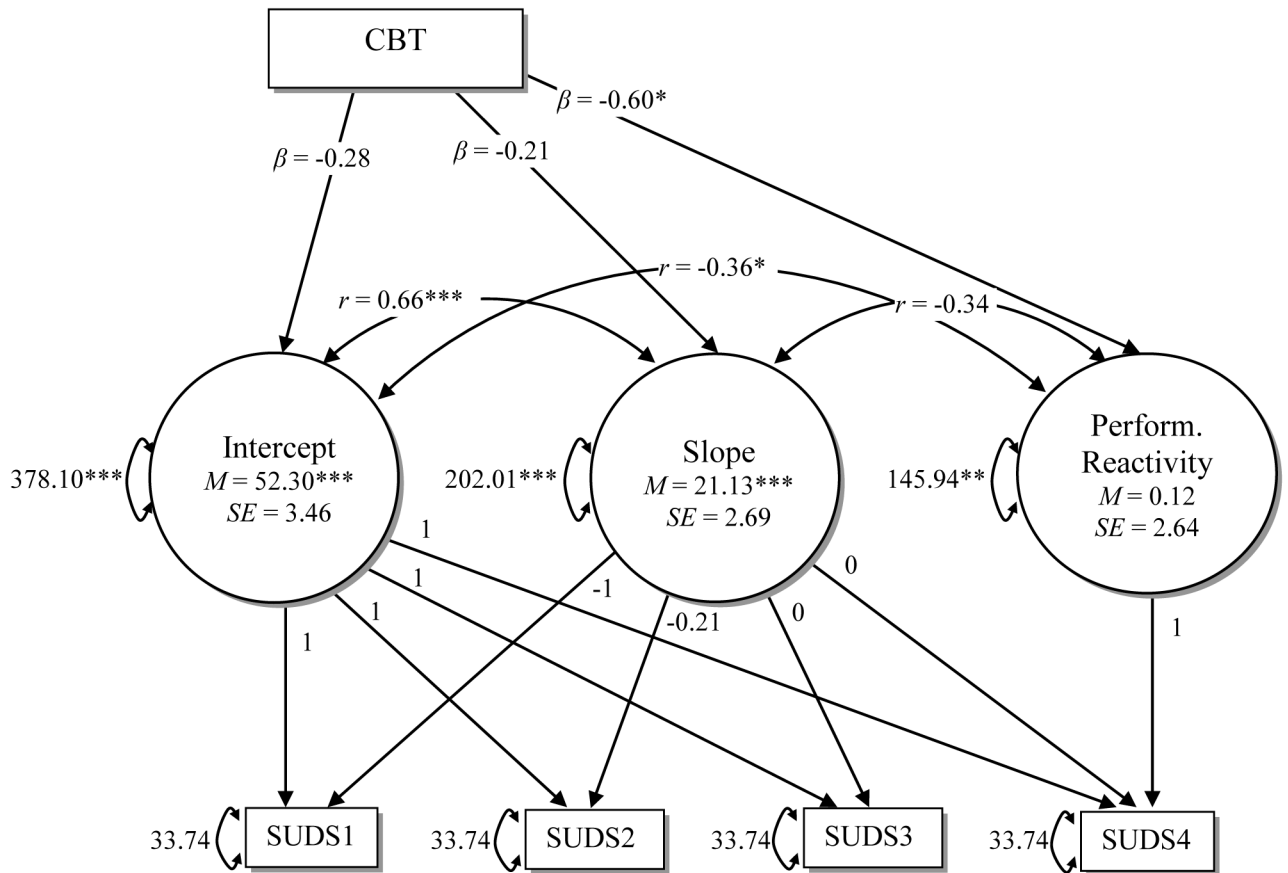 CBT
β = -0.60*
β = -0.28
β = -0.21
r = -0.36*
r = 0.66***
r = -0.34
378.10***
Intercept
M = 52.30***
SE = 3.46
202.01***
Slope
M = 21.13***
SE = 2.69
145.94**
Perform.
Reactivity
M = 0.12
SE = 2.64
1
1
1
1
-1
-0.21
0
0
1
33.74
SUDS1
33.74
SUDS2
33.74
SUDS3
33.74
SUDS4